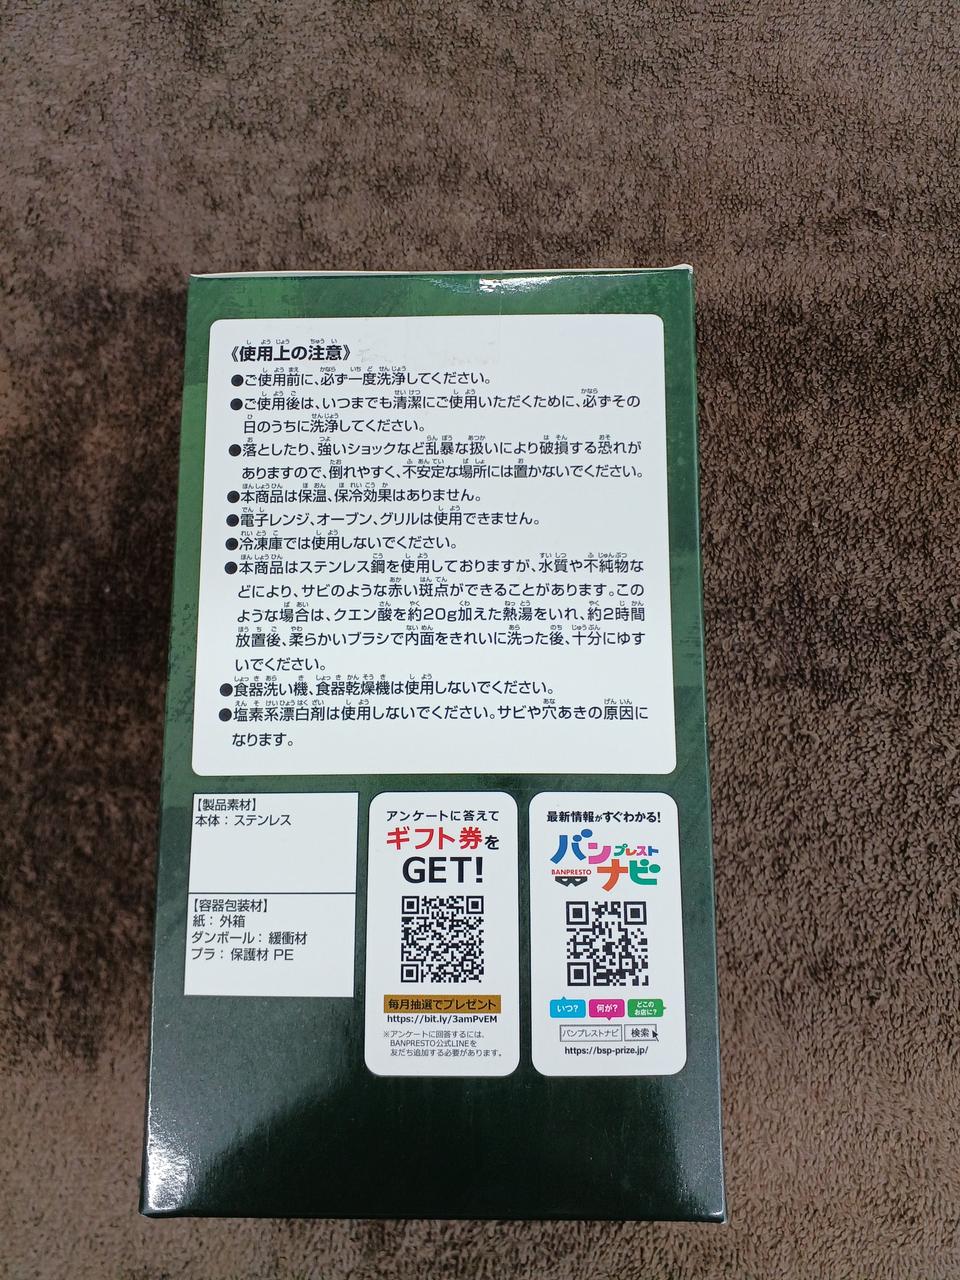 《使用上の注意》
●ご使用前に、必ず一度洗浄してください。
●ご使用後は、いつまでも清潔にご使用いただくために、必ずその
日のうちに洗浄してください。
●落としたり、強いショックなど乱暴な扱いにより破損する恐れが
ありますので、倒れやすく、不安定な場所には置かないでください。
●本商品は保温、保冷効果はありません。
●電子レンジ、オーブン、グリルは使用できません。
●冷凍庫では使用しないでください。
●本商品はステンレス鋼を使用しておりますが、水質や不純物な
どにより、サビのような赤い斑点ができることがあります。この
ような場合は、クエン酸を約20g加えた熱湯をいれ、約2時間
放置後、柔らかいブラシで内面をきれいに洗った後、十分にゆす
いでください。
●食器洗い機、食器乾燥機は使用しないでください。
●塩素系漂白剤は使用しないでください。サビや穴あきの原因に
なります。
【製品素材】
本体：ステンレス
【容器包装材】
紙：外箱
ダンボール：緩衝材
プラ：保護材 PE
アンケートに答えて
ギフト券を
GET!
毎月抽選でプレゼント
https://bit.ly/3amPvEM
※アンケートに回答するには、
BANPRESTO公式LINEを
友だち追加する必要があります。
最新情報がすぐわかる!
バンプレスト
BANPRESTO ナビ
いつ? 何が? どこの
お店に?
バンプレストナビ 検索
https://bsp-prize.jp/